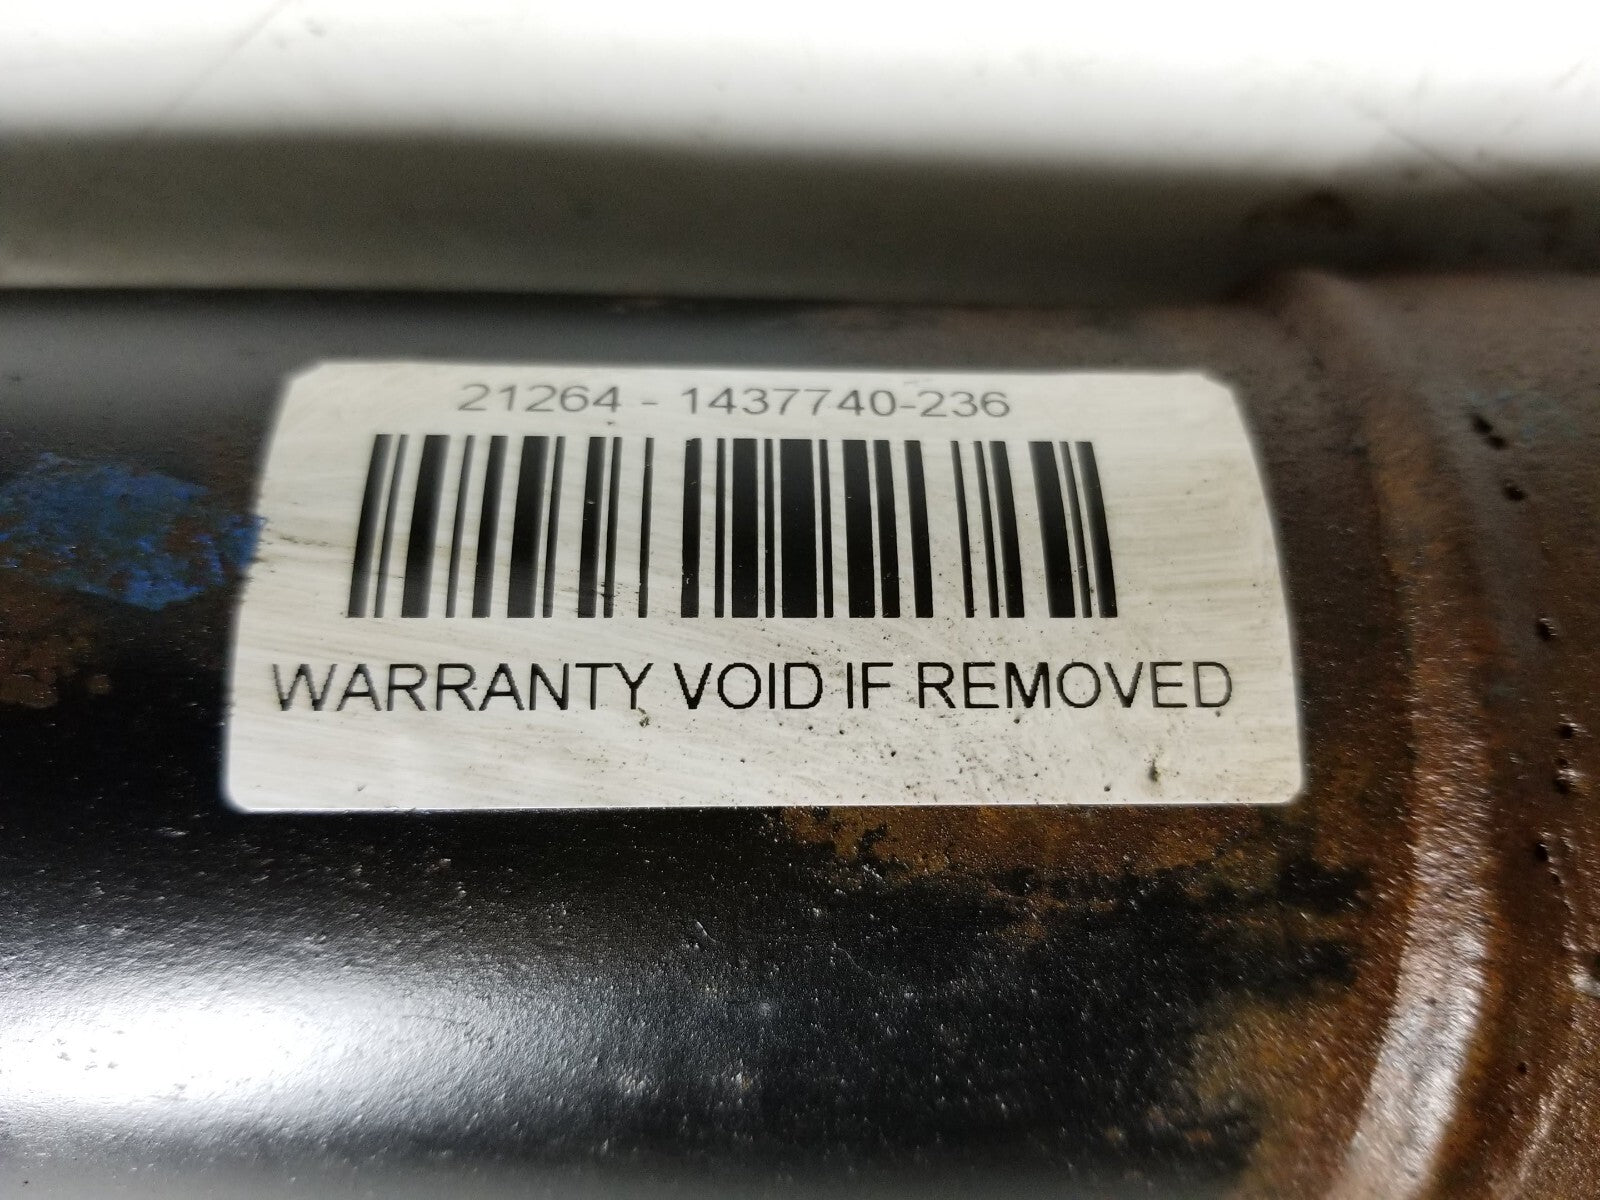 21264 - 1437740-236
WARRANTY VOID IF REMOVED